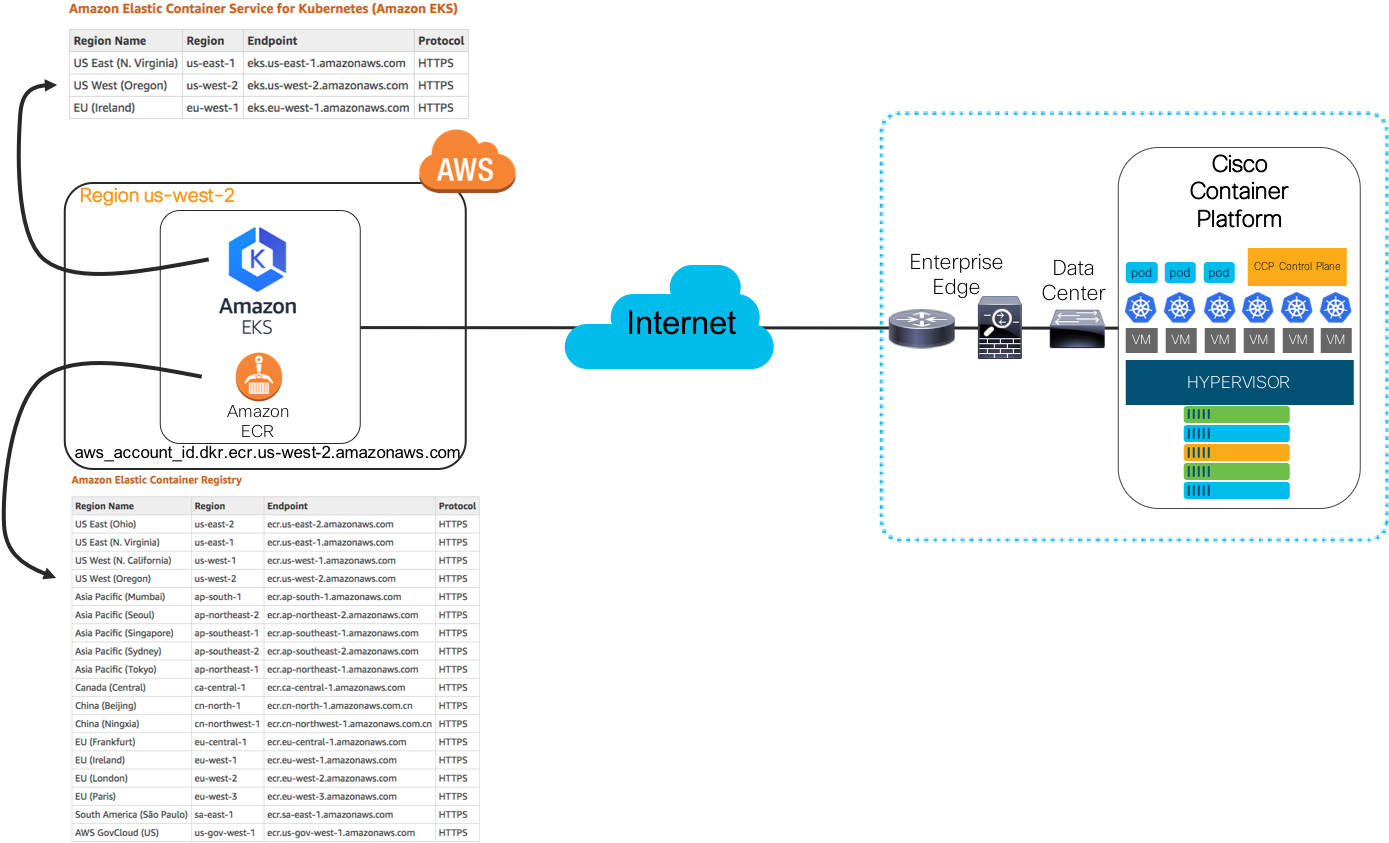 Amazon Elastic Container Service for Kubernetes (Amazon EKS)
Region Name Region Endpoint Protocol
US East (N. Virginia) us-east-1 eks.us-east-1.amazonaws.com HTTPS
US West (Oregon) us-west-2 eks.us-west-2.amazonaws.com HTTPS
EU (Ireland) eu-west-1 eks.eu-west-1.amazonaws.com HTTPS
AWS
Region us-west-2
K
Amazon
EKS
Amazon
ECR
aws_account_id.dkr.ecr.us-west-2.amazonaws.com
Internet
Enterprise
Edge
Data
Center
Cisco
Container
Platform
pod pod pod
CCP Control Plane
VM VM VM VM VM VM
HYPERVISOR
Amazon Elastic Container Registry
Region Name Region Endpoint Protocol
US East (Ohio) us-east-2 ecr.us-east-2.amazonaws.com HTTPS
US East (N. Virginia) us-east-1 ecr.us-east-1.amazonaws.com HTTPS
US West (N. California) us-west-1 ecr.us-west-1.amazonaws.com HTTPS
US West (Oregon) us-west-2 ecr.us-west-2.amazonaws.com HTTPS
Asia Pacific (Mumbai) ap-south-1 ecr.ap-south-1.amazonaws.com HTTPS
Asia Pacific (Seoul) ap-northeast-2 ecr.ap-northeast-2.amazonaws.com HTTPS
Asia Pacific (Singapore) ap-southeast-1 ecr.ap-southeast-1.amazonaws.com HTTPS
Asia Pacific (Sydney) ap-southeast-2 ecr.ap-southeast-2.amazonaws.com HTTPS
Asia Pacific (Tokyo) ap-northeast-1 ecr.ap-northeast-1.amazonaws.com HTTPS
Canada (Central) ca-central-1 ecr.ca-central-1.amazonaws.com HTTPS
China (Beijing) cn-north-1 ecr.cn-north-1.amazonaws.com.cn HTTPS
China (Ningxia) cn-northwest-1 ecr.cn-northwest-1.amazonaws.com.cn HTTPS
EU (Frankfurt) eu-central-1 ecr.eu-central-1.amazonaws.com HTTPS
EU (Ireland) eu-west-1 ecr.eu-west-1.amazonaws.com HTTPS
EU (London) eu-west-2 ecr.eu-west-2.amazonaws.com HTTPS
EU (Paris) eu-west-3 ecr.eu-west-3.amazonaws.com HTTPS
South America (São Paulo) sa-east-1 ecr.sa-east-1.amazonaws.com HTTPS
AWS GovCloud (US) us-gov-west-1 ecr.us-gov-west-1.amazonaws.com HTTPS